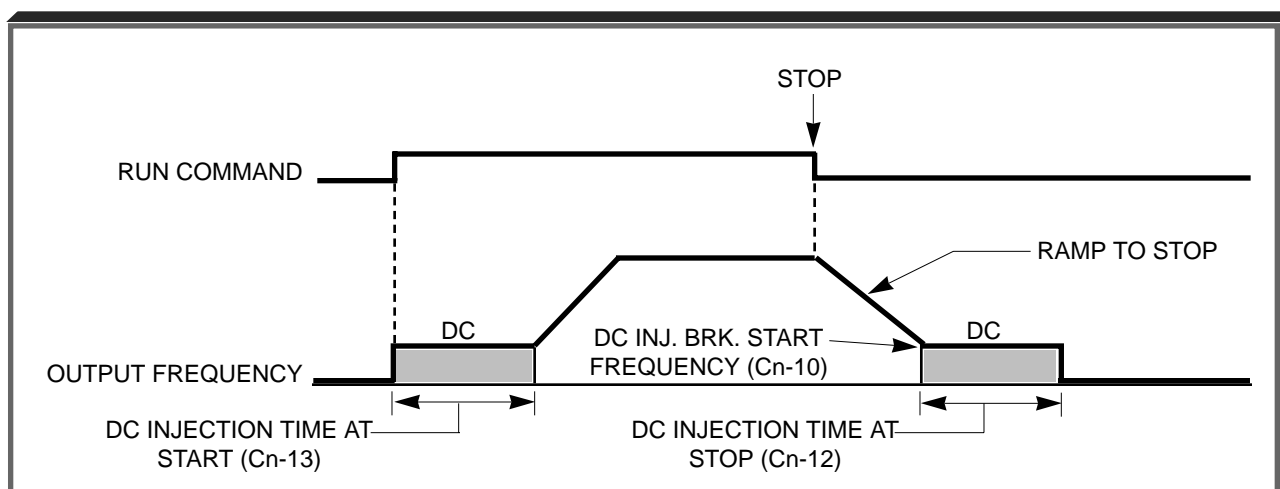 STOP
RUN COMMAND
RAMP TO STOP
DC
DC INJ. BRK. START
FREQUENCY (Cn-10)
DC
OUTPUT FREQUENCY
DC INJECTION TIME AT
START (Cn-13)
DC INJECTION TIME AT
STOP (Cn-12)